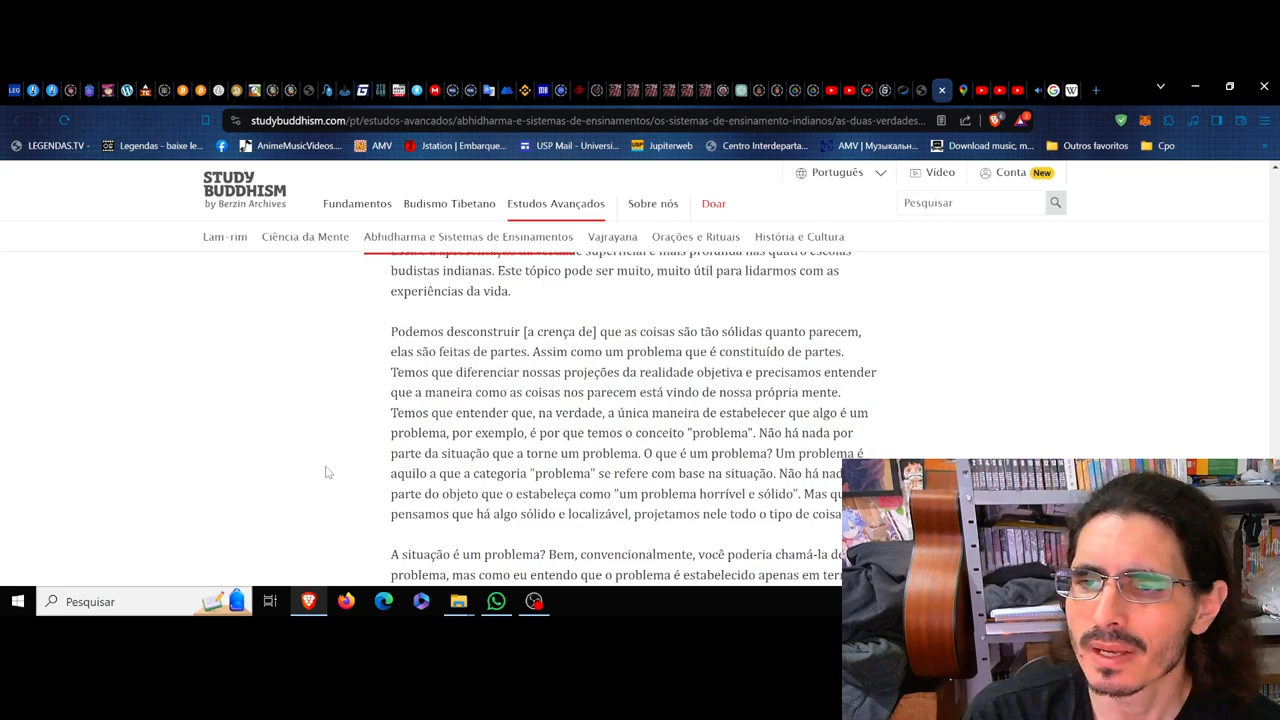 studybuddhism.com/pt/estudos-avancados/abhidharma-e-sistemas-de-ensinamento/os-sistemas-de-ensinamento-indianos/as-duas-verdades...
LEGENDAS.TV - Legendas - baixe le... AnimeMusicVideos.... AMV Jstation | Embarque... USP Mail - Universi... Jupiterweb Centro Interdeparta... AMV | Музыкальн... Download music, m... Outros favoritos Cpo
STUDY
BUDDHISM
by Berzin Archives
Português Vídeo Conta New
Fundamentos Budismo Tibetano Estudos Avançados Sobre nós Doar Pesquisar
Lam-rim Ciência da Mente Abhidharma e Sistemas de Ensinamentos Vajrayana Orações e Rituais História e Cultura
Essa é a apresentação da verdade superficial e mais profunda nas quatro escolas
budistas indianas. Este tópico pode ser muito, muito útil para lidarmos com as
experiências da vida.
Podemos desconstruir [a crença de] que as coisas são tão sólidas quanto parecem,
elas são feitas de partes. Assim como um problema que é constituído de partes.
Temos que diferenciar nossas projeções da realidade objetiva e precisamos entender
que a maneira como as coisas nos parecem está vindo de nossa própria mente.
Temos que entender que, na verdade, a única maneira de estabelecer que algo é um
problema, por exemplo, é por que temos o conceito "problema". Não há nada por
parte da situação que a torne um problema. O que é um problema? Um problema é
aquilo a que a categoria "problema" se refere com base na situação. Não há nad
parte do objeto que o estabeleça como "um problema horrível e sólido". Mas qu
pensamos que há algo sólido e localizável, projetamos nele todo o tipo de coisa
A situação é um problema? Bem, convencionalmente, você poderia chamá-la de
problema, mas como eu entendo que o problema é estabelecido apenas em ter
Pesquisar